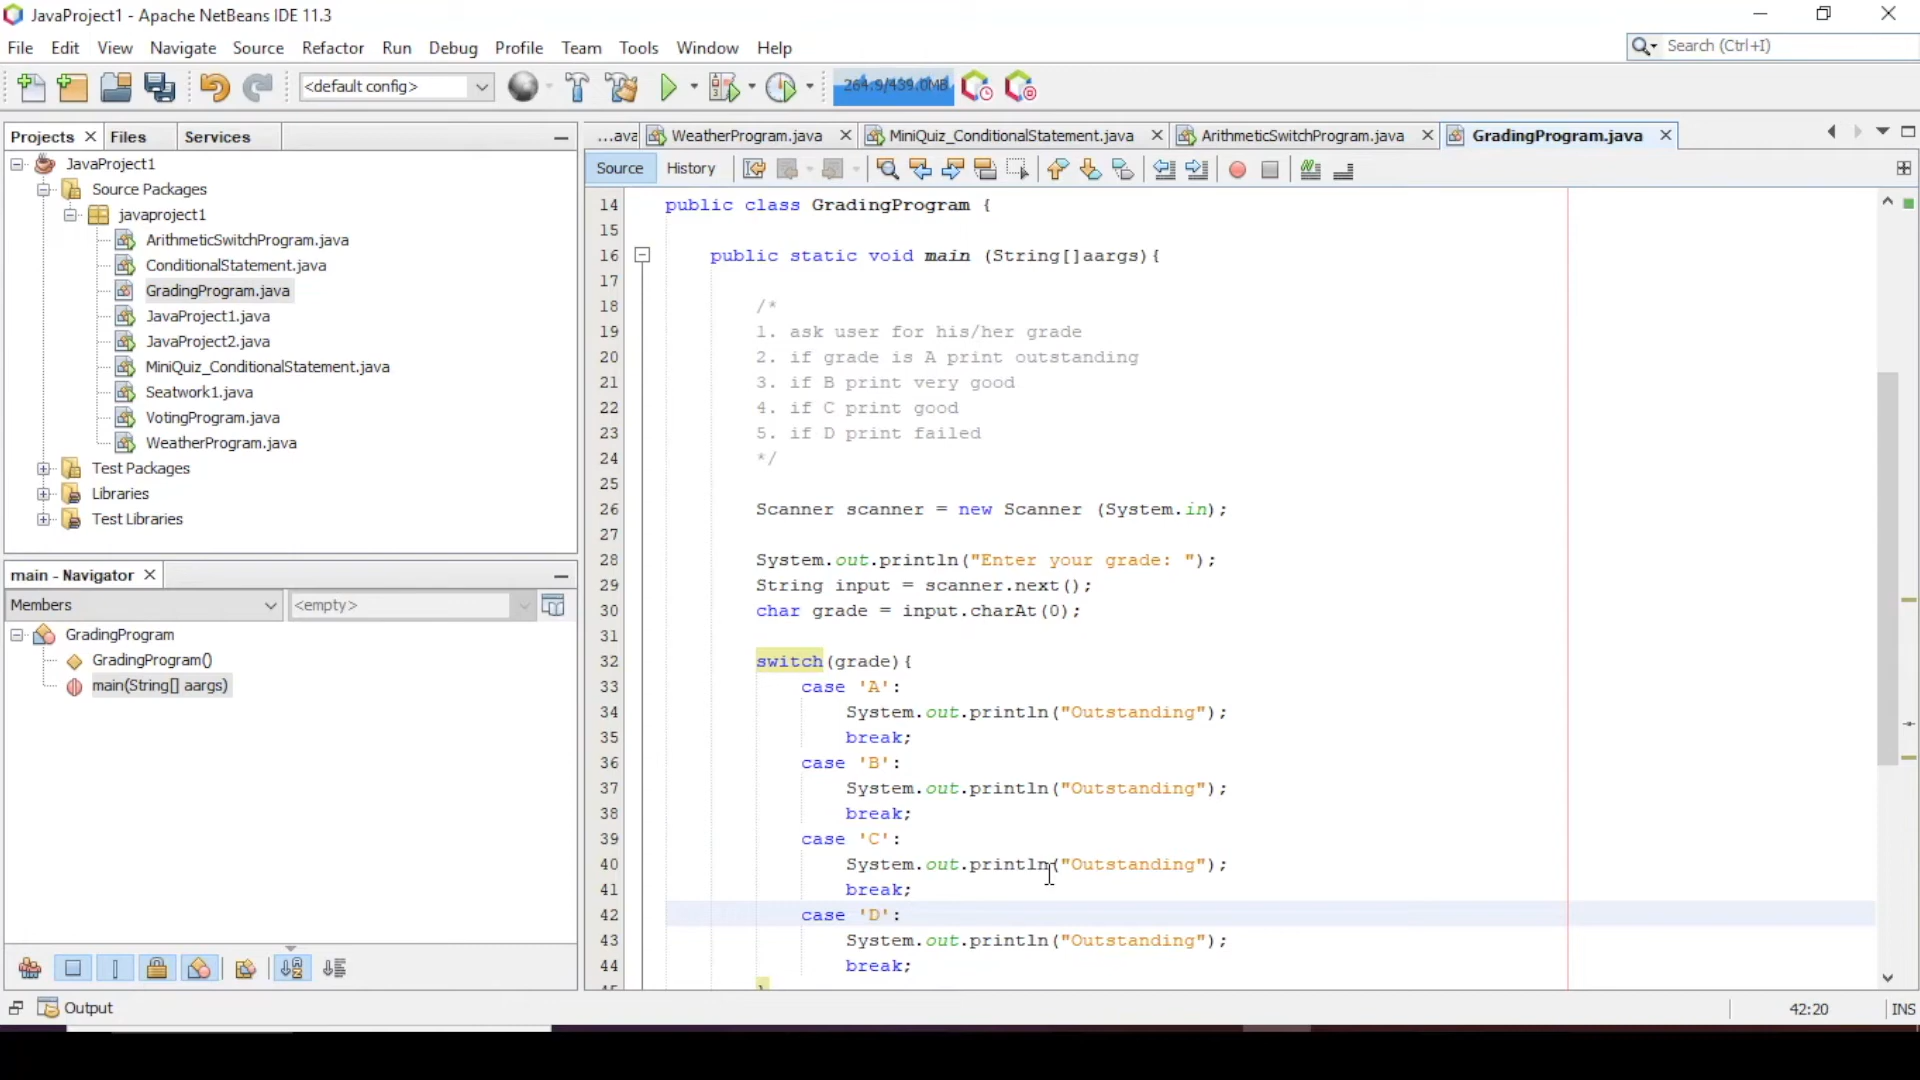 JavaProject1 - Apache NetBeans IDE 11.3
File Edit View Navigate Source Refactor Run Debug Profile Team Tools Window Help
Search (Ctrl+I)
<default config>
264.9/439.0MB
Projects Files Services
...ava WeatherProgram.java MiniQuiz_ConditionalStatement.java ArithmeticSwitchProgram.java GradingProgram.java
Source History
JavaProject1
Source Packages
javaproject1
ArithmeticSwitchProgram.java
ConditionalStatement.java
GradingProgram.java
JavaProject1.java
JavaProject2.java
MiniQuiz_ConditionalStatement.java
Seatwork1.java
VotingProgram.java
WeatherProgram.java
Test Packages
Libraries
Test Libraries
main - Navigator
Members <empty>
GradingProgram
GradingProgram()
main(String[] aargs)
14 public class GradingProgram {
15
16 public static void main (String[]aargs){
17
18 /*
19 1. ask user for his/her grade
20 2. if grade is A print outstanding
21 3. if B print very good
22 4. if C print good
23 5. if D print failed
24 */
25
26 Scanner scanner = new Scanner (System.in);
27
28 System.out.println("Enter your grade: ");
29 String input = scanner.next();
30 char grade = input.charAt(0);
31
32 switch(grade){
33 case 'A':
34 System.out.println("Outstanding");
35 break;
36 case 'B':
37 System.out.println("Outstanding");
38 break;
39 case 'C':
40 System.out.println("Outstanding");
41 break;
42 case 'D':
43 System.out.println("Outstanding");
44 break;
Output
42:20 INS